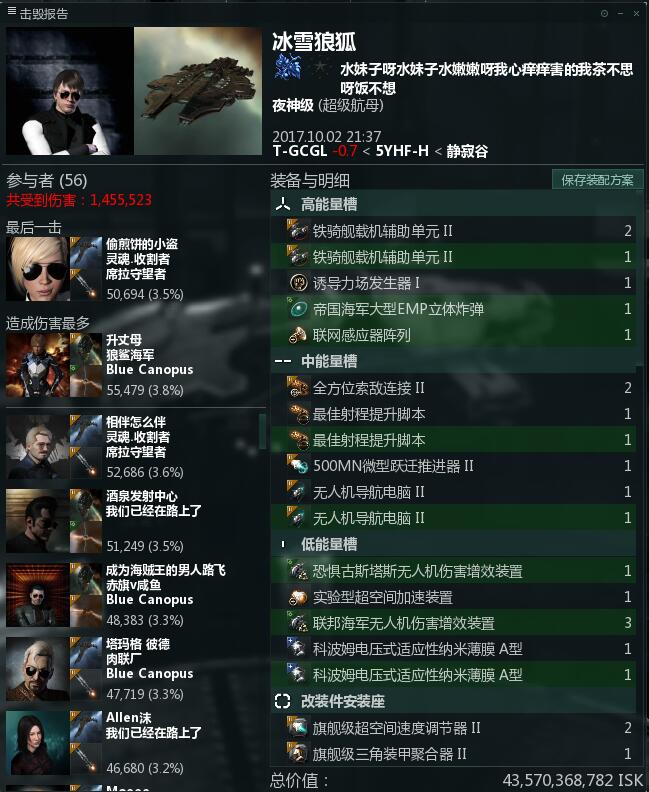 击毁报告
冰雪狼狐
水妹子呀水妹子水嫩嫩呀我心痒痒害的我茶不思
呀饭不想
夜神级 (超级航母)
2017.10.02 21:37
T-GCGL -0.7 < 5YHF-H < 静寂谷
参与者 (56)
共受到伤害：1,455,523
最后一击
偷煎饼的小盗
灵魂.收割者
席拉守望者
50,694 (3.5%)
造成伤害最多
升丈母
狼鲨海军
Blue Canopus
55,479 (3.8%)
相伴怎么伴
灵魂.收割者
席拉守望者
52,686 (3.6%)
酒泉发射中心
我们已经在路上了
51,249 (3.5%)
成为海贼王的男人路飞
赤旗v咸鱼
Blue Canopus
48,383 (3.3%)
塔玛格 彼德
肉联厂
Blue Canopus
47,719 (3.3%)
Allen沫
我们已经在路上了
46,680 (3.2%)
装备与明细
保存装配方案
高能量槽
铁骑舰载机辅助单元 II 2
铁骑舰载机辅助单元 II 1
诱导力场发生器 I 1
帝国海军大型EMP立体炸弹 1
联网感应器阵列 1
中能量槽
全方位索敌连接 II 2
最佳射程提升脚本 1
最佳射程提升脚本 1
500MN微型跃迁推进器 II 1
无人机导航电脑 II 1
无人机导航电脑 II 1
低能量槽
恐惧古斯塔斯无人机伤害增效装置 1
实验型超空间加速装置 1
联邦海军无人机伤害增效装置 3
科波姆电压式适应性纳米薄膜 A型 1
科波姆电压式适应性纳米薄膜 A型 1
改装件安装座
旗舰级超空间速度调节器 II 2
旗舰级三角装甲聚合器 II 1
总价值： 43,570,368,782 ISK